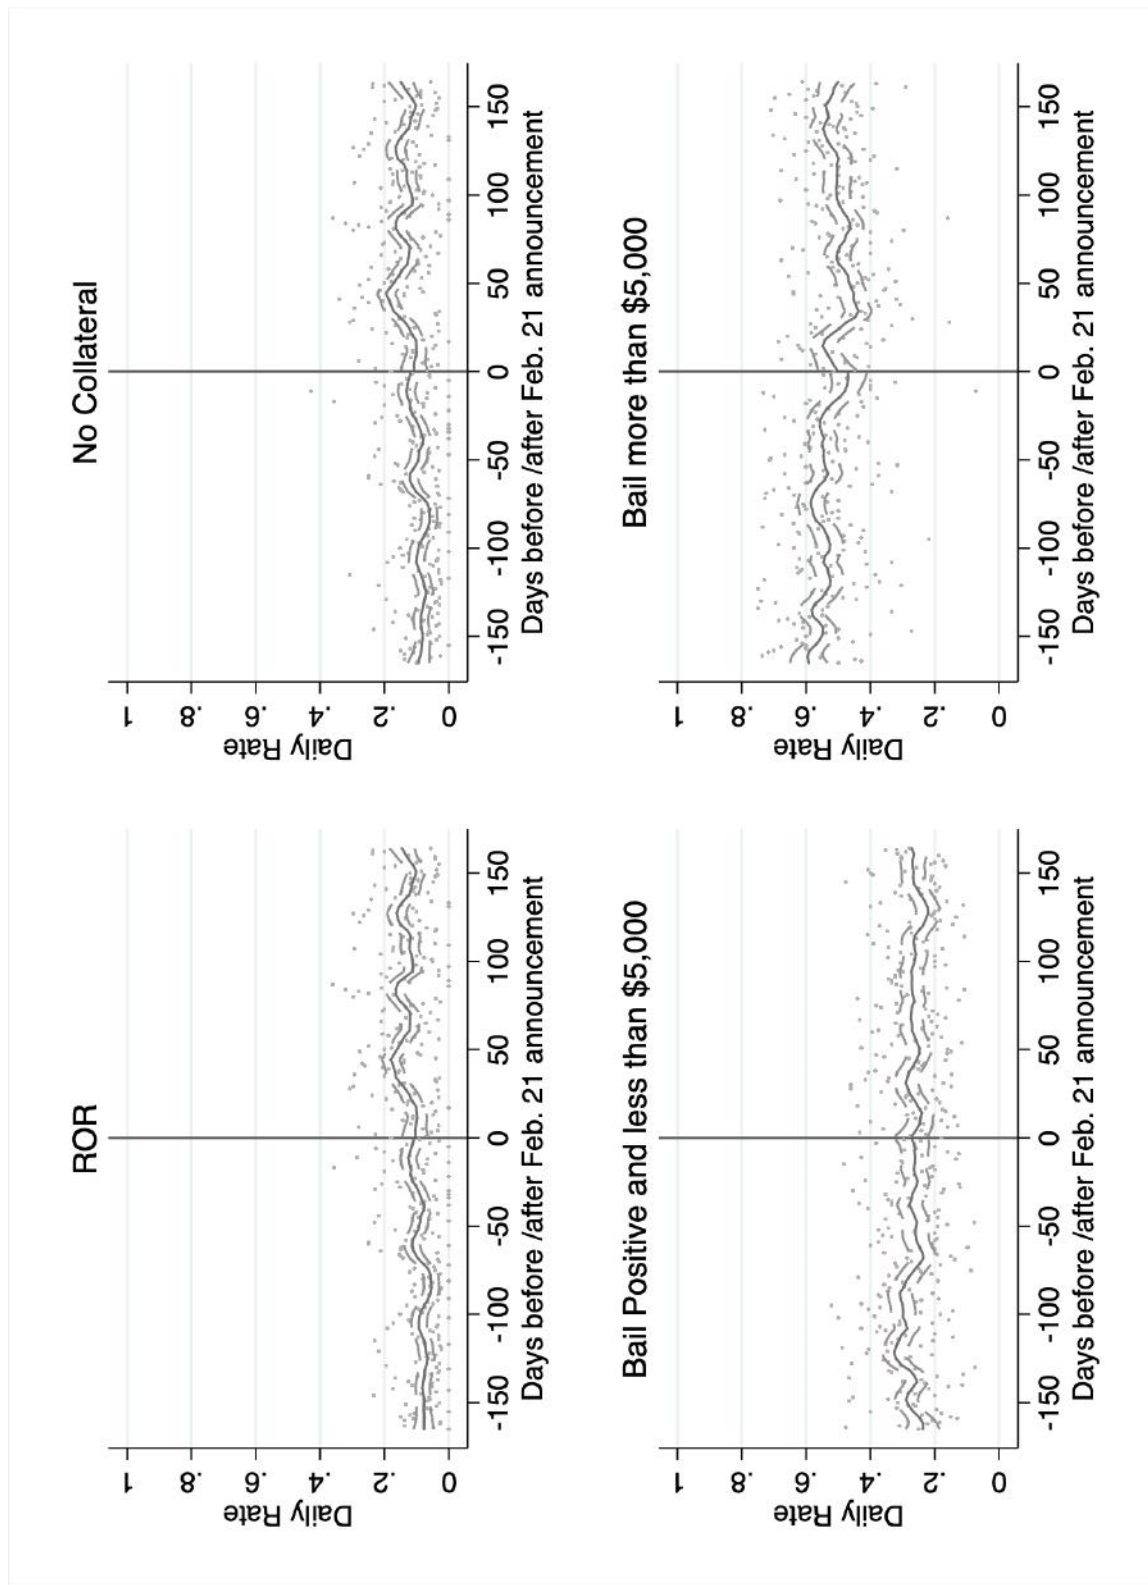 ROR
Daily Rate
1
.8
.6
.4
.2
0
-150 -100 -50 0 50 100 150
Days before /after Feb. 21 announcement
No Collateral
Daily Rate
1
.8
.6
.4
.2
0
-150 -100 -50 0 50 100 150
Days before /after Feb. 21 announcement
Bail Positive and less than $5,000
Daily Rate
1
.8
.6
.4
.2
0
-150 -100 -50 0 50 100 150
Days before /after Feb. 21 announcement
Bail more than $5,000
Daily Rate
1
.8
.6
.4
.2
0
-150 -100 -50 0 50 100 150
Days before /after Feb. 21 announcement